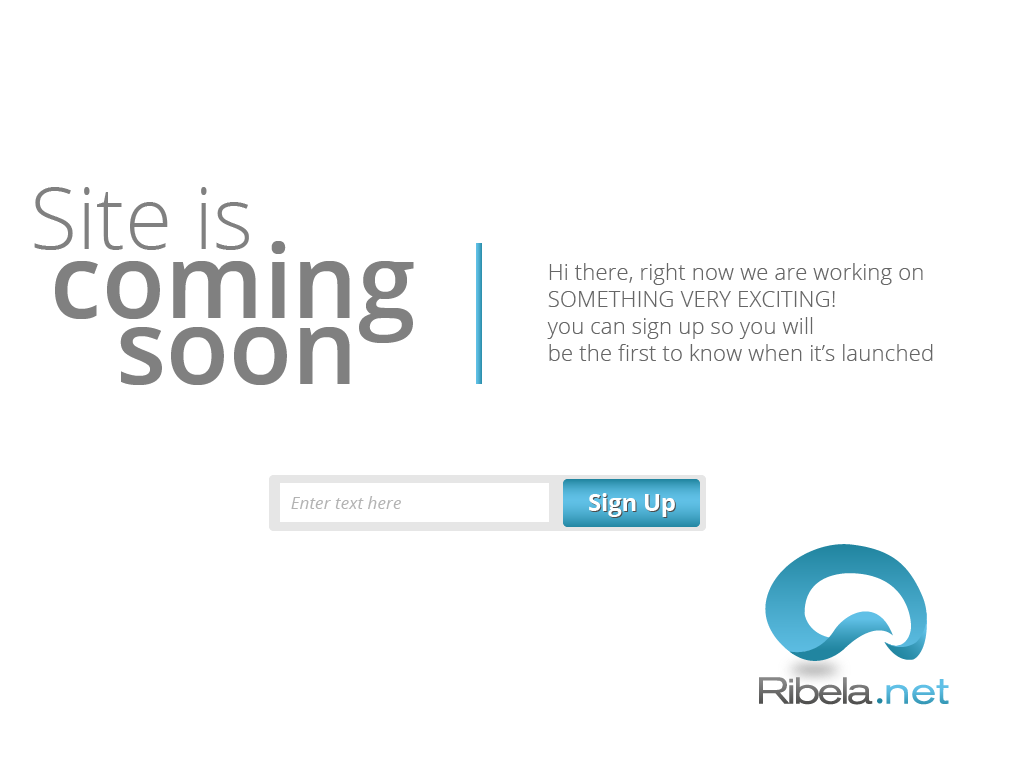 Site is
coming
soon
Hi there, right now we are working on
SOMETHING VERY EXCITING!
you can sign up so you will
be the first to know when it’s launched
Enter text here
Sign Up
Ribela.net